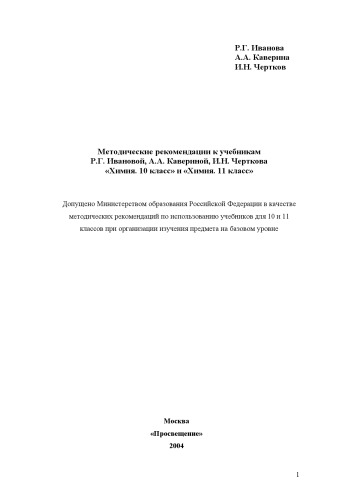 Р.Г. Иванова
А.А. Каверина
И.Н. Чертков
Методические рекомендации к учебникам
Р.Г. Ивановой, А.А. Кавериной, И.Н. Черткова
«Химия. 10 класс» и «Химия. 11 класс»
Допущено Министерством образования Российской Федерации в качестве
методических рекомендаций по использованию учебников для 10 и 11
классов при организации изучения предмета на базовом уровне
Москва
«Просвещение»
2004
1